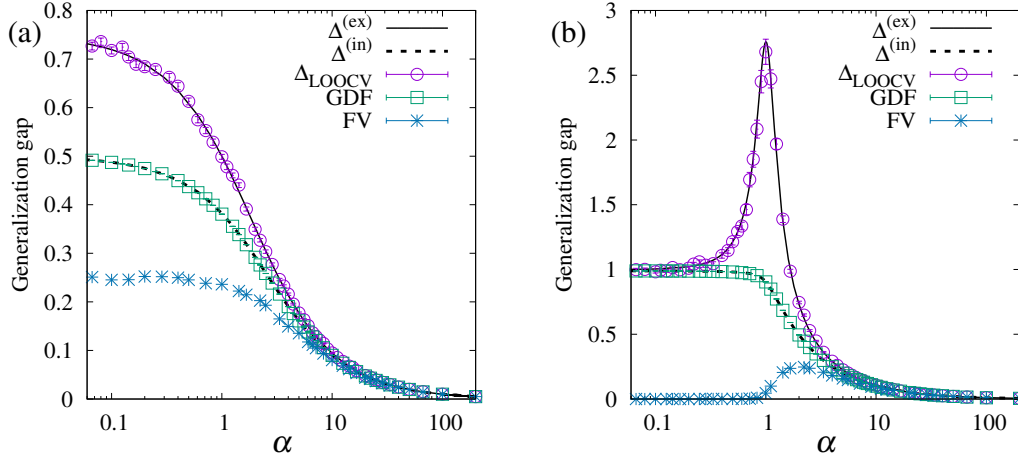 (a)
Generalization gap
0.8
0.7
0.6
0.5
0.4
0.3
0.2
0.1
0
0.1
1
10
100
α
Δ^(ex)
Δ^(in)
Δ_LOOCV
GDF
FV
(b)
Generalization gap
3
2.5
2
1.5
1
0.5
0
0.1
1
10
100
α
Δ^(ex)
Δ^(in)
Δ_LOOCV
GDF
FV